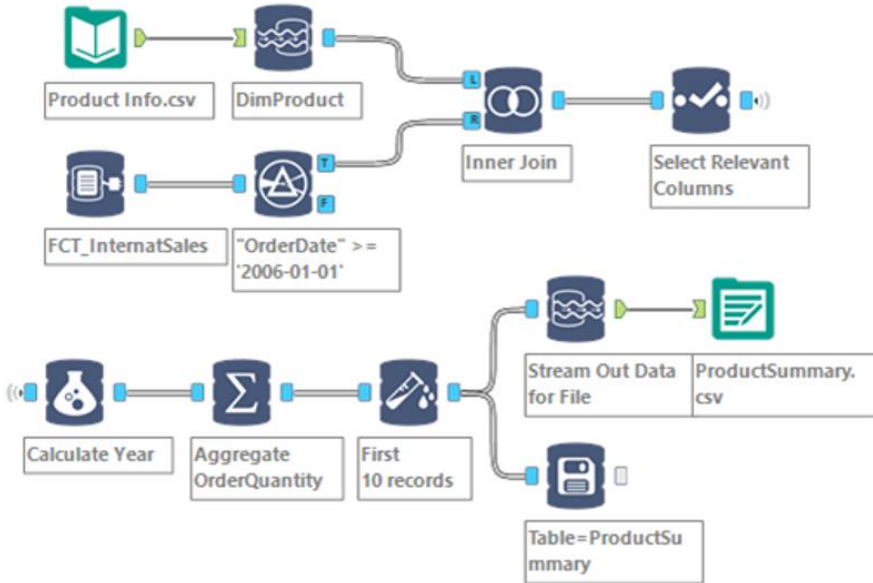 Product Info.csv
DimProduct
L
R
Inner Join
Select Relevant
Columns
T
F
FCT_InternatSales
"OrderDate" >=
'2006-01-01'
Calculate Year
Aggregate
OrderQuantity
First
10 records
Stream Out Data
for File
ProductSummary.
csv
Table=ProductSu
mmary